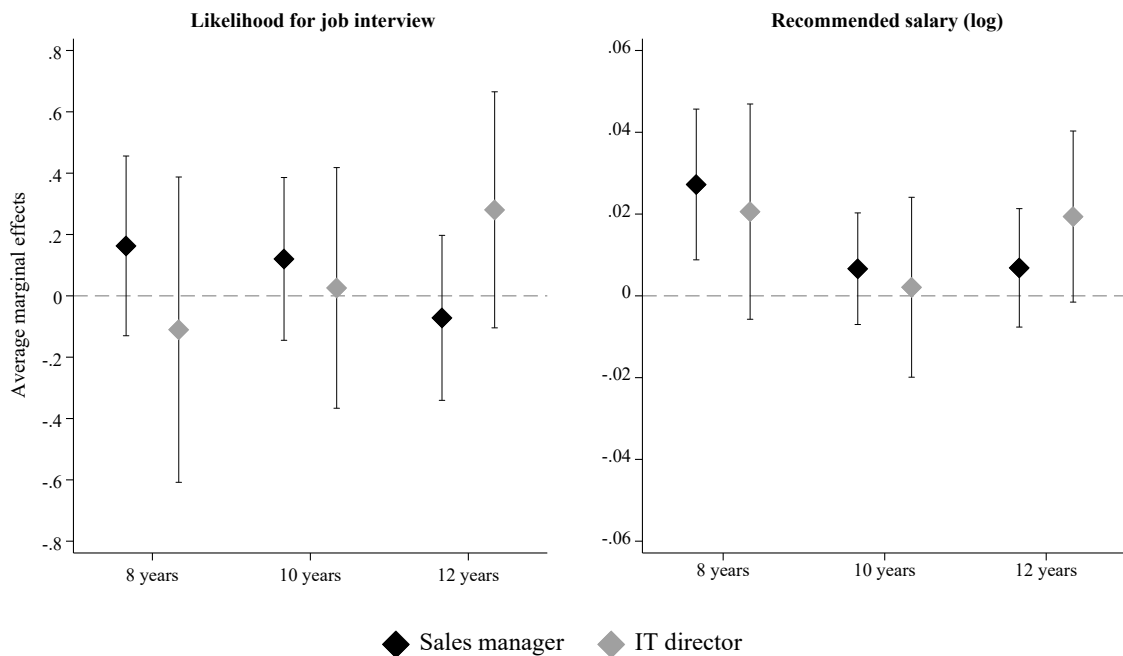 Likelihood for job interview
Recommended salary (log)
Average marginal effects
.8
.6
.4
.2
0
-.2
-.4
-.6
-.8
8 years
10 years
12 years
.06
.04
.02
0
-.02
-.04
-.06
8 years
10 years
12 years
Sales manager
IT director